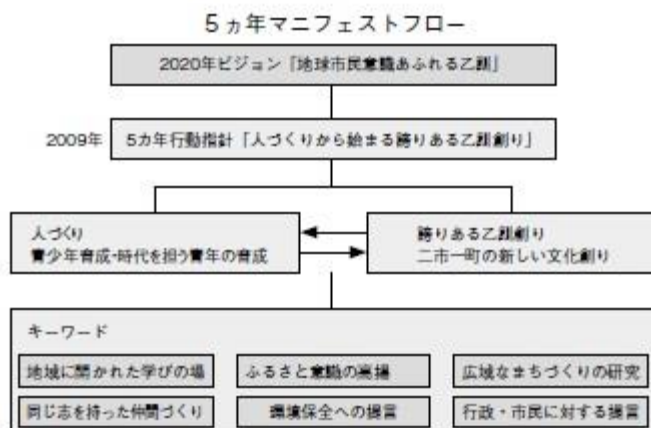 5ヵ年マニフェストフロー
2020年ビジョン「地球市民意識あふれる乙訓」
2009年 5カ年行動指針「人づくりから始まる誇りある乙訓創り」
人づくり
青少年育成・時代を担う青年の育成
誇りある乙訓創り
二市一町の新しい文化創り
キーワード
地域に開かれた学びの場 ふるさと意識の高揚 広域なまちづくりの研究
同じ志を持った仲間づくり 環境保全への提言 行政・市民に対する提言